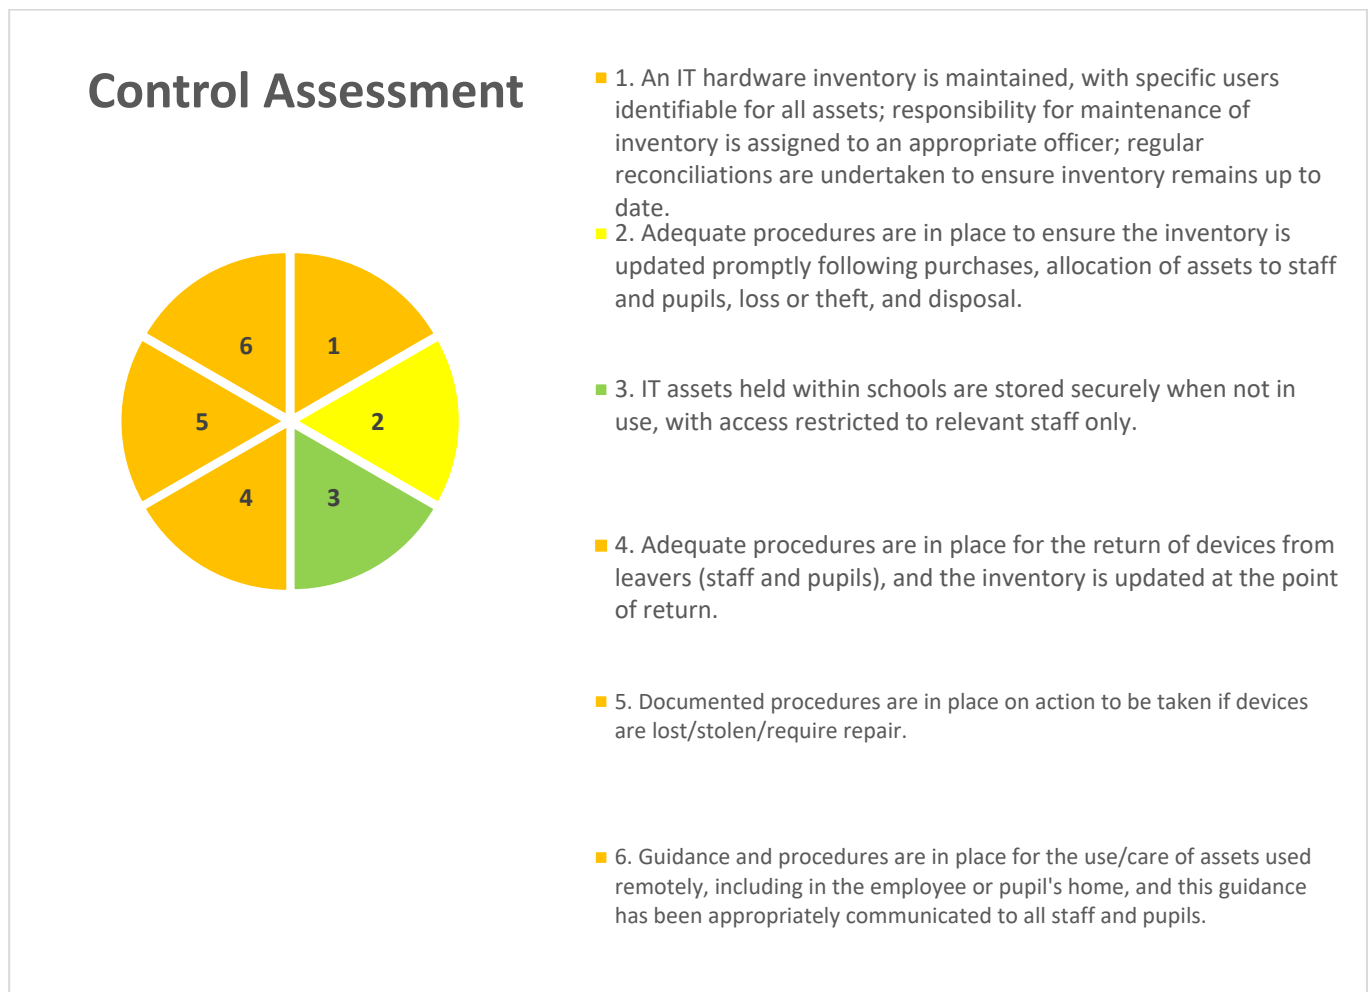 Control Assessment
1. An IT hardware inventory is maintained, with specific users
identifiable for all assets; responsibility for maintenance of
inventory is assigned to an appropriate officer; regular
reconciliations are undertaken to ensure inventory remains up to
date.
2. Adequate procedures are in place to ensure the inventory is
updated promptly following purchases, allocation of assets to staff
and pupils, loss or theft, and disposal.
3. IT assets held within schools are stored securely when not in
use, with access restricted to relevant staff only.
4. Adequate procedures are in place for the return of devices from
leavers (staff and pupils), and the inventory is updated at the point
of return.
5. Documented procedures are in place on action to be taken if devices
are lost/stolen/require repair.
6. Guidance and procedures are in place for the use/care of assets used
remotely, including in the employee or pupil's home, and this guidance
has been appropriately communicated to all staff and pupils.
6
1
5
2
4
3